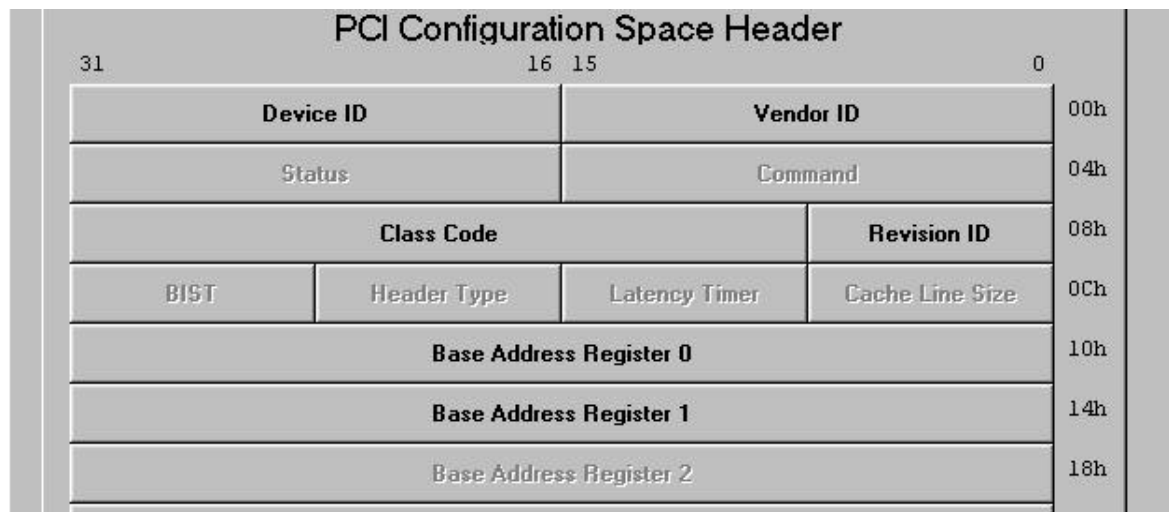 PCI Configuration Space Header
31 16 15 0
Device ID Vendor ID 00h
Status Command 04h
Class Code Revision ID 08h
BIST Header Type Latency Timer Cache Line Size 0Ch
Base Address Register 0 10h
Base Address Register 1 14h
Base Address Register 2 18h